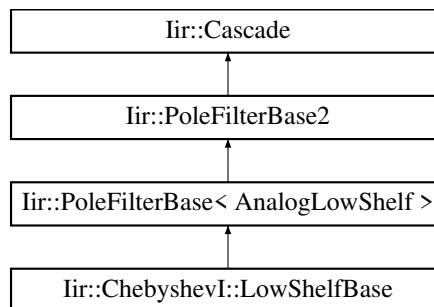 Iir::Cascade
Iir::PoleFilterBase2
Iir::PoleFilterBase< AnalogLowShelf >
Iir::ChebyshevI::LowShelfBase